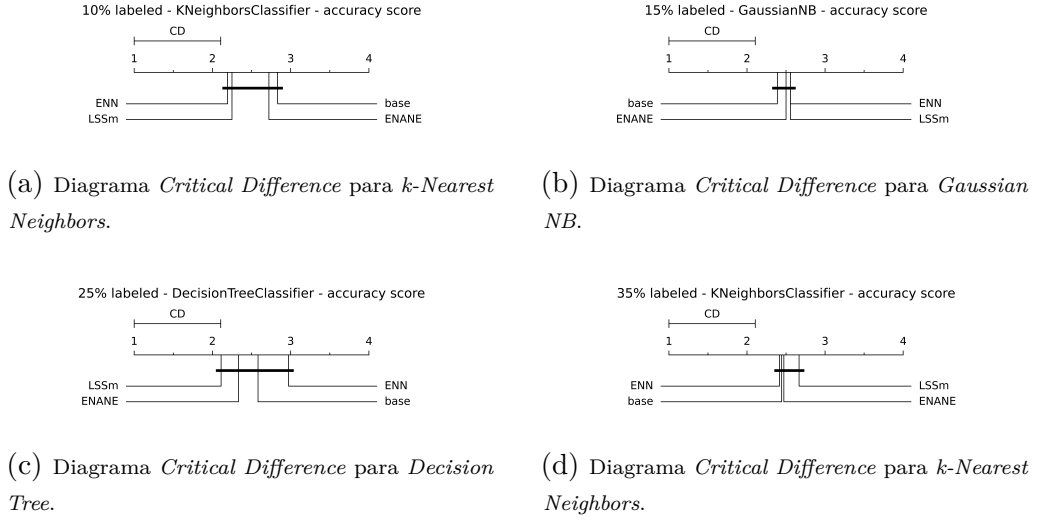 10% labeled - KNeighborsClassifier - accuracy score
CD
1 2 3 4
ENN base
LSSm ENANE
(a) Diagrama Critical Difference para k-Nearest
Neighbors.
15% labeled - GaussianNB - accuracy score
CD
1 2 3 4
base ENN
ENANE LSSm
(b) Diagrama Critical Difference para Gaussian
NB.
25% labeled - DecisionTreeClassifier - accuracy score
CD
1 2 3 4
LSSm ENN
ENANE base
(c) Diagrama Critical Difference para Decision
Tree.
35% labeled - KNeighborsClassifier - accuracy score
CD
1 2 3 4
ENN LSSm
base ENANE
(d) Diagrama Critical Difference para k-Nearest
Neighbors.